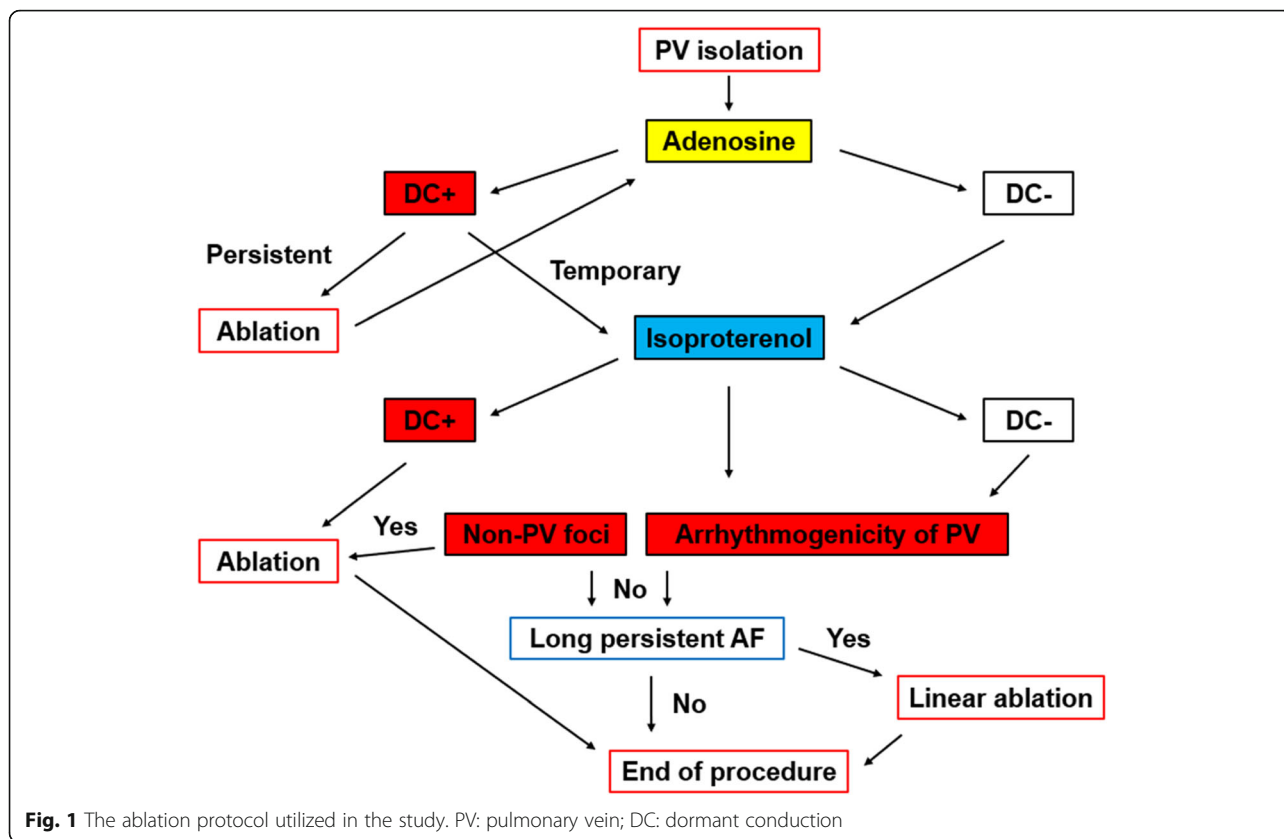 PV isolation
Adenosine
DC+
DC-
Persistent
Temporary
Ablation
Isoproterenol
DC+
DC-
Yes
Non-PV foci
Arrhythmogenicity of PV
Ablation
No
Long persistent AF
Yes
No
Linear ablation
End of procedure
Fig. 1 The ablation protocol utilized in the study. PV: pulmonary vein; DC: dormant conduction